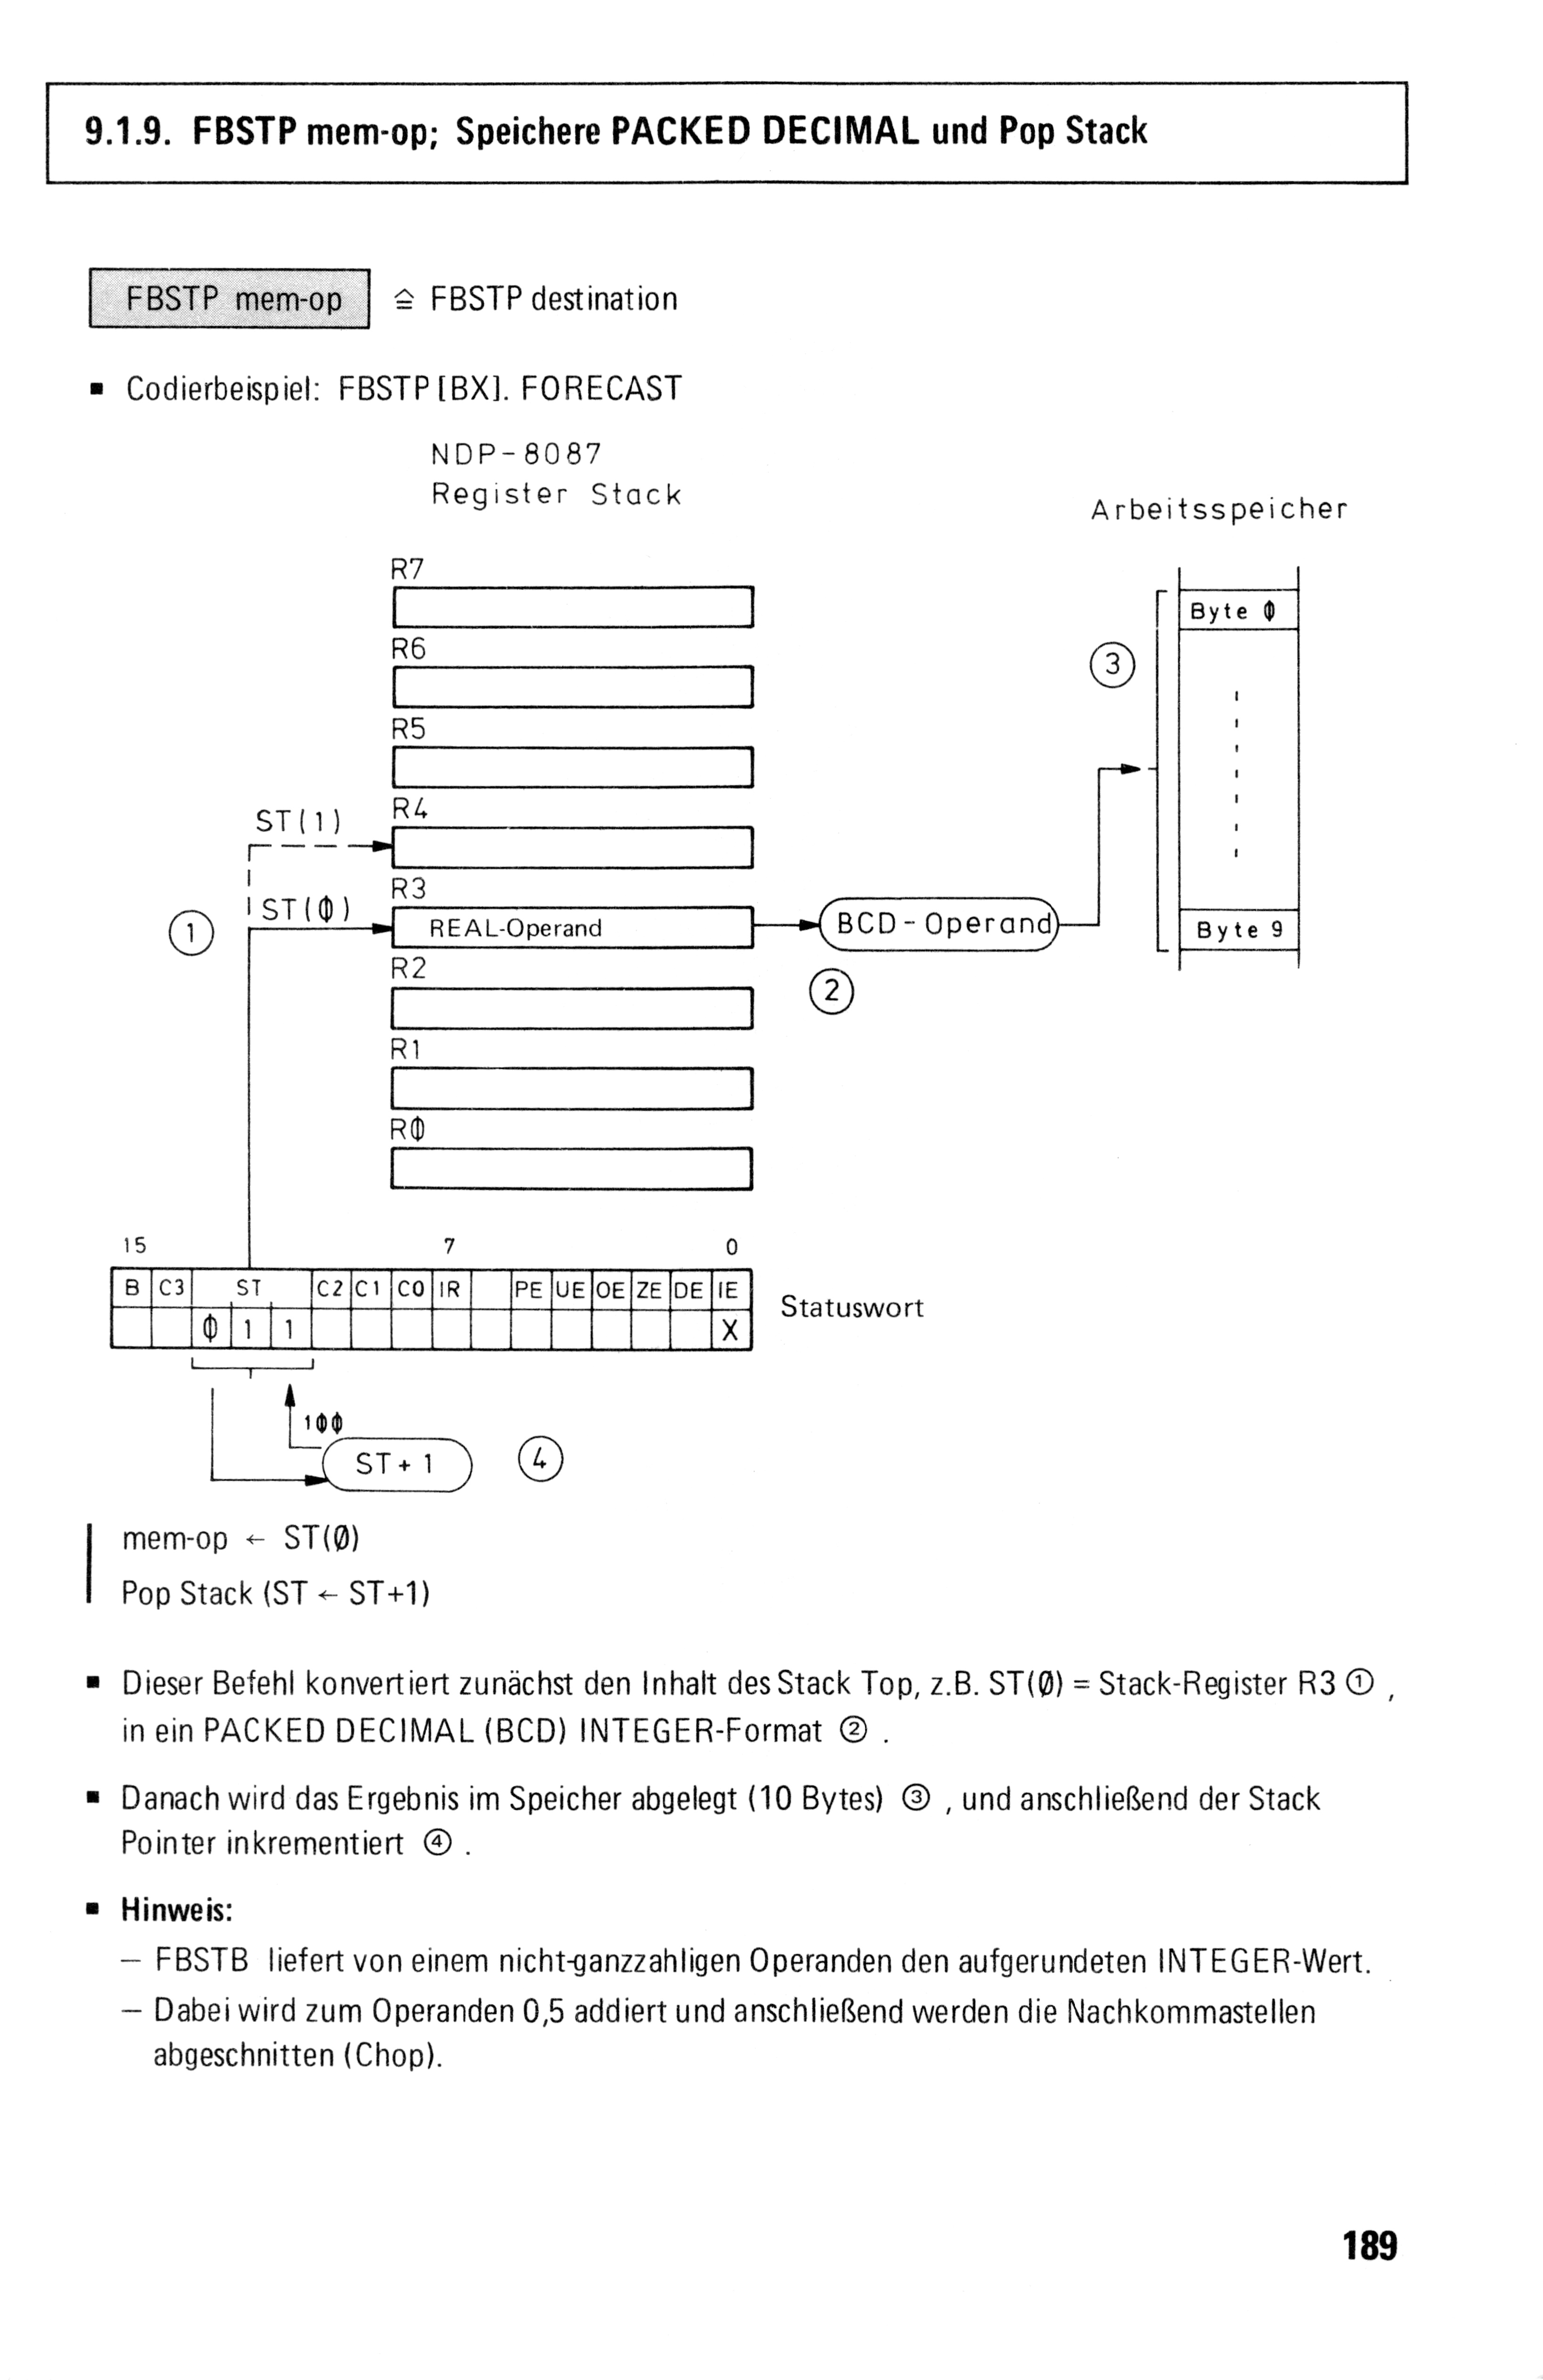 9.1.9. FBSTP mem-op; Speichere PACKED DECIMAL und Pop Stack
FBSTP mem-op ≙ FBSTP destination
▪ Codierbeispiel: FBSTP [BX]. FORECAST
NDP-8087
Register Stack
Arbeitsspeicher
R7
Byte 0
R6
3
R5
R4
ST(1)
R3
ST(0)
1
REAL-Operand
BCD-Operand
Byte 9
R2
2
R1
R0
15 7 0
B C3 ST C2 C1 C0 IR PE UE OE ZE DE IE
Statuswort
0 1 1 X
100
ST+1
4
mem-op ← ST(0)
Pop Stack (ST ← ST+1)
▪ Dieser Befehl konvertiert zunächst den Inhalt des Stack Top, z.B. ST(0) = Stack-Register R3 ①,
in ein PACKED DECIMAL (BCD) INTEGER-Format ②.
▪ Danach wird das Ergebnis im Speicher abgelegt (10 Bytes) ③, und anschließend der Stack
Pointer inkrementiert ④.
▪ Hinweis:
— FBSTB liefert von einem nicht-ganzzahligen Operanden den aufgerundeten INTEGER-Wert.
— Dabei wird zum Operanden 0,5 addiert und anschließend werden die Nachkommastellen
abgeschnitten (Chop).
189